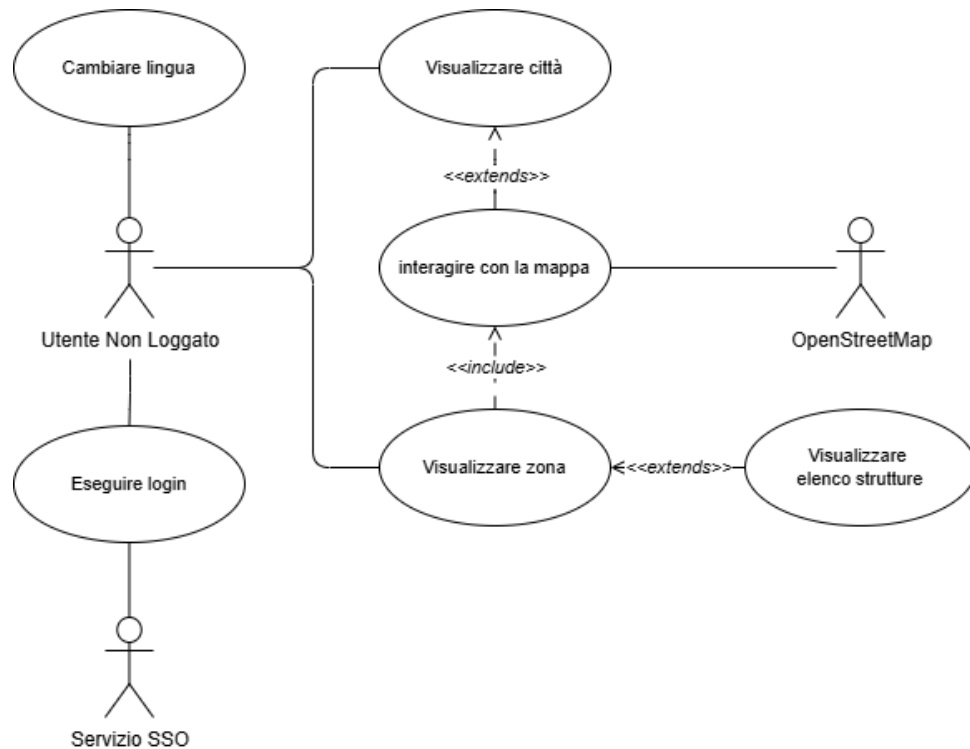 Cambiare lingua
Visualizzare città
<<extends>>
interagire con la mappa
Utente Non Loggato
OpenStreetMap
<<include>>
Eseguire login
Visualizzare zona
<<extends>>
Visualizzare
elenco strutture
Servizio SSO